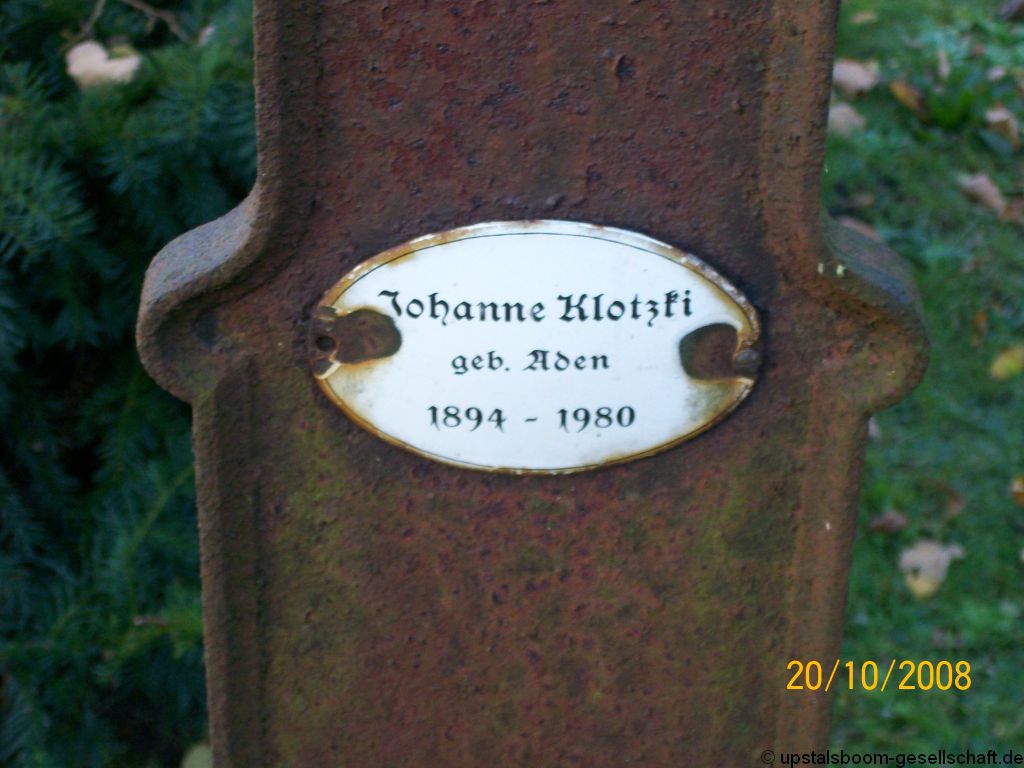 Johanne Klotzki
geb. Aden
1894 - 1980
20/10/2008
© upstalsboom-gesellschaft.de